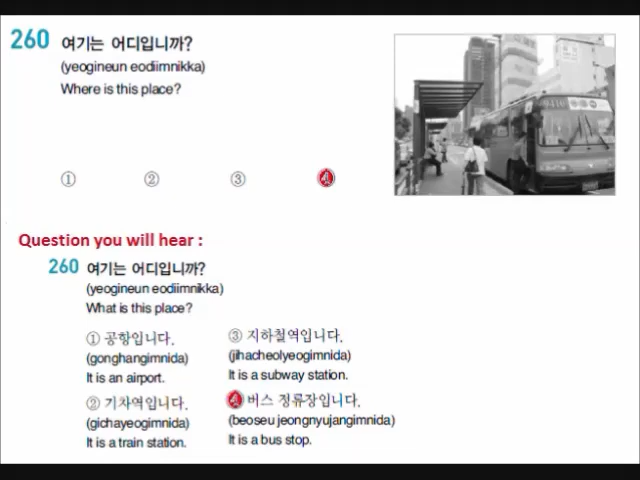 260 여기는 어디입니까?
(yeogineun eodiimnikka)
Where is this place?
① ② ③ ④
Question you will hear :
260 여기는 어디입니까?
(yeogineun eodiimnikka)
What is this place?
① 공항입니다.
(gonghangimnida)
It is an airport.
② 기차역입니다.
(gichayeogimnida)
It is a train station.
③ 지하철역입니다.
(jihacheolyeogimnida)
It is a subway station.
④ 버스 정류장입니다.
(beoseu jeongnyujangimnida)
It is a bus stop.